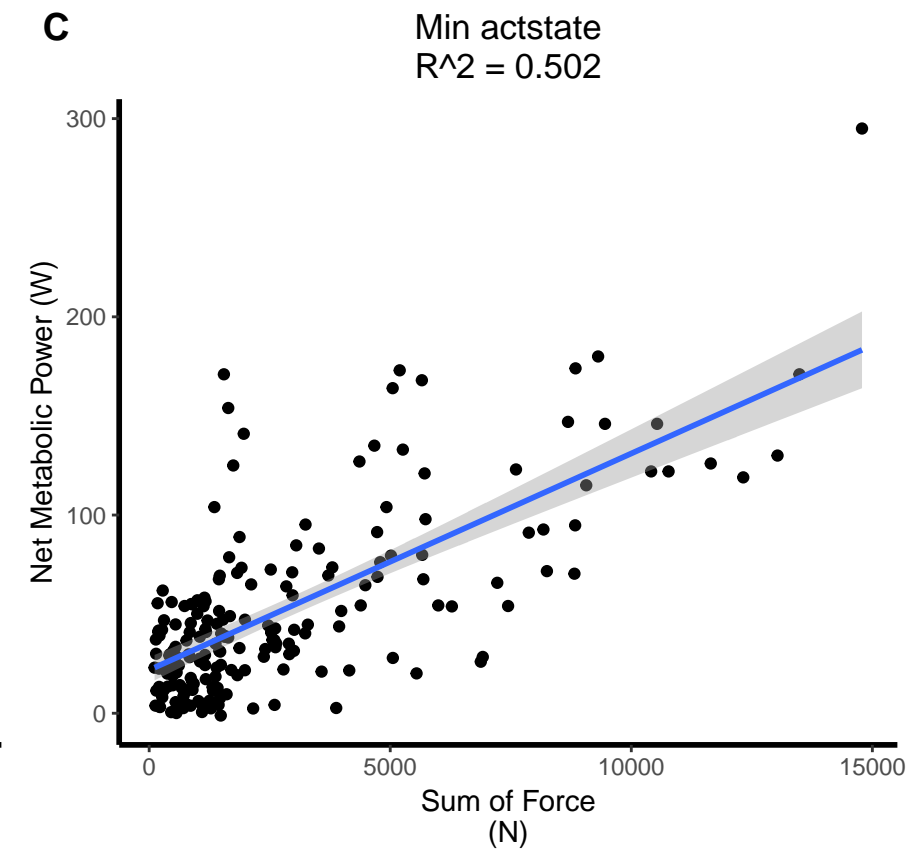 C
Min actstate
R^2 = 0.502
300
200
100
0
Net Metabolic Power (W)
0
5000
10000
15000
Sum of Force
(N)